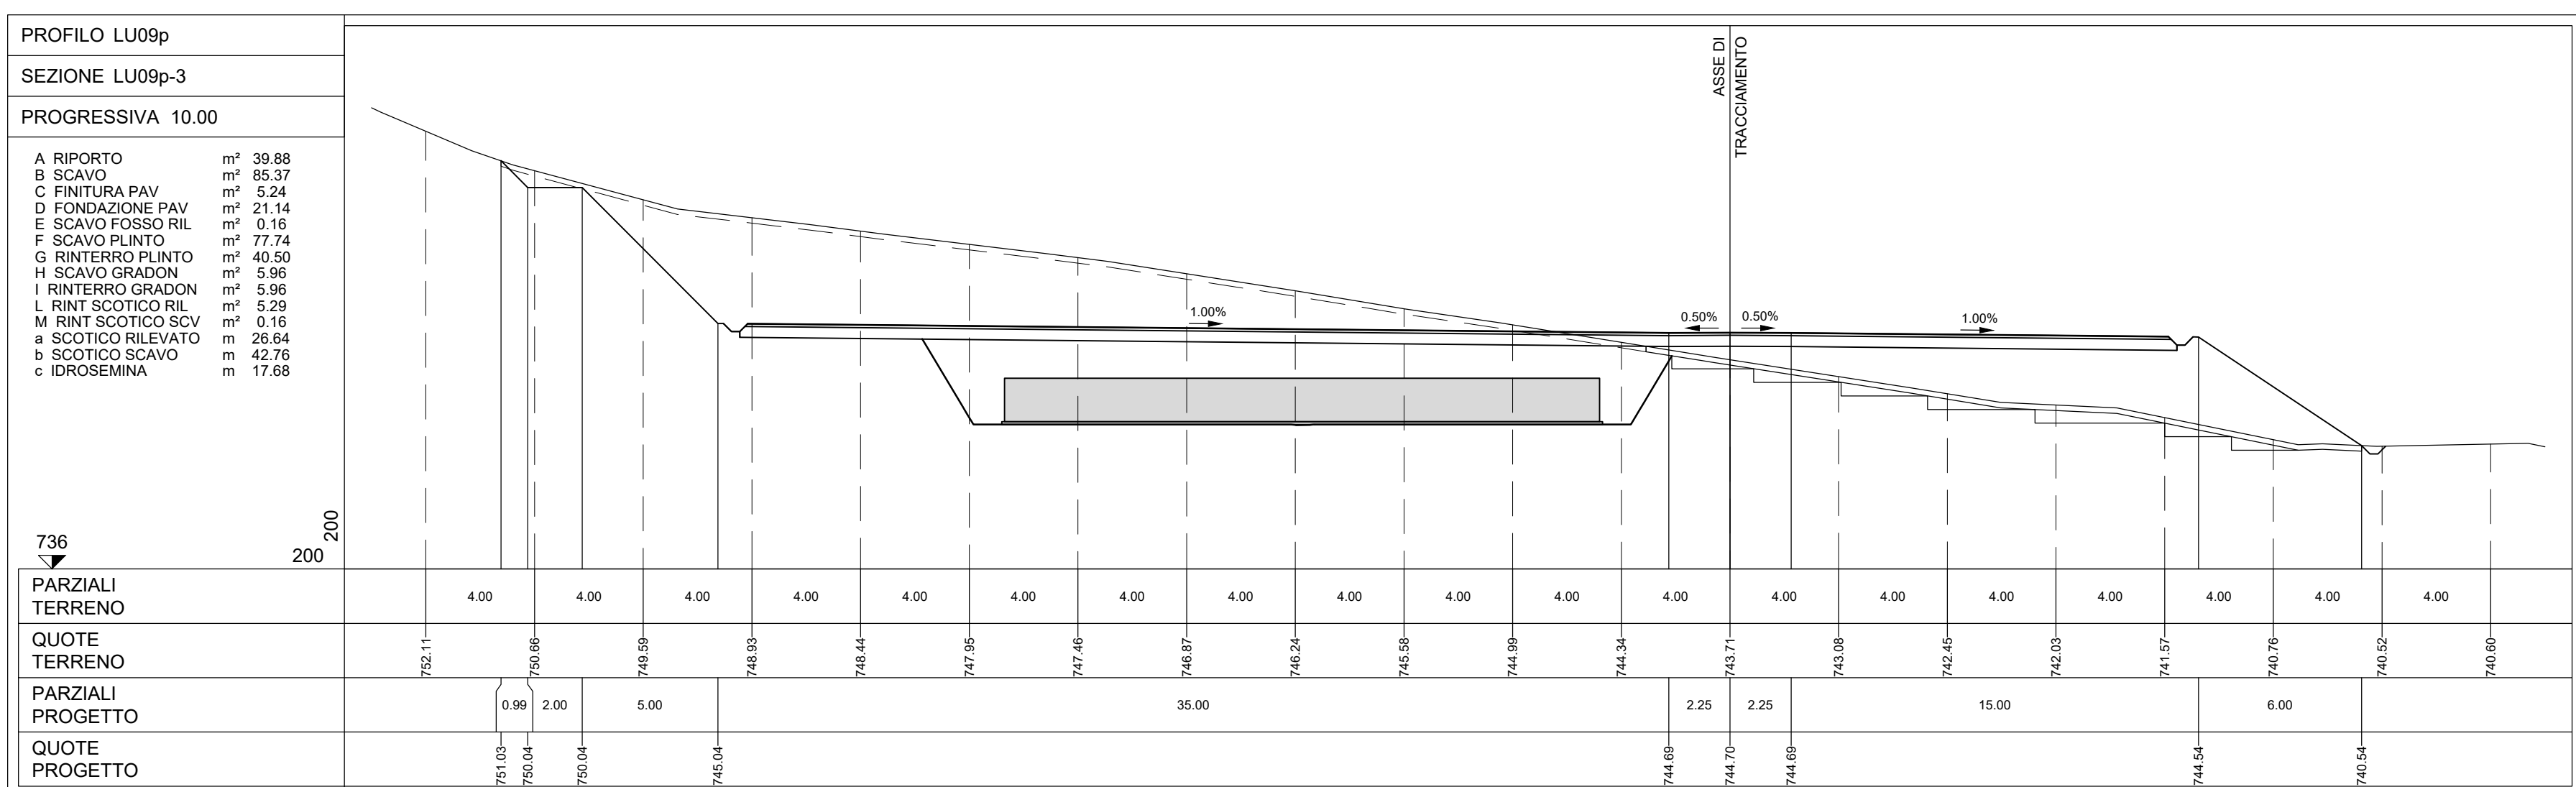 PROFILO LU09p
SEZIONE LU09p-3
PROGRESSIVA 10.00
A RIPORTO m² 39.88
B SCAVO m² 85.37
C FINITURA PAV m² 5.24
D FONDAZIONE PAV m² 21.14
E SCAVO FOSSO RIL m² 0.16
F SCAVO PLINTO m² 77.74
G RINTERRO PLINTO m² 40.50
H SCAVO GRADON m² 5.96
I RINTERRO GRADON m² 5.96
L RINT SCOTICO RIL m² 5.29
M RINT SCOTICO SCV m² 0.16
a SCOTICO RILEVATO m 26.64
b SCOTICO SCAVO m 42.76
c IDROSEMINA m 17.68
ASSE DI
TRACCIAMENTO
1.00% 0.50% 0.50% 1.00%
736
200
200
PARZIALI
TERRENO
4.00 4.00 4.00 4.00 4.00 4.00 4.00 4.00 4.00 4.00 4.00 4.00 4.00 4.00 4.00 4.00 4.00 4.00 4.00
QUOTE
TERRENO
752.11 750.66 749.59 748.93 748.44 747.95 747.46 746.87 746.24 745.58 744.99 744.34 743.71 743.08 742.45 742.03 741.57 740.76 740.52 740.60
PARZIALI
PROGETTO
0.99 2.00 5.00 35.00 2.25 2.25 15.00 6.00
QUOTE
PROGETTO
751.03 750.04 750.04 745.04 744.69 744.70 744.69 744.54 740.54